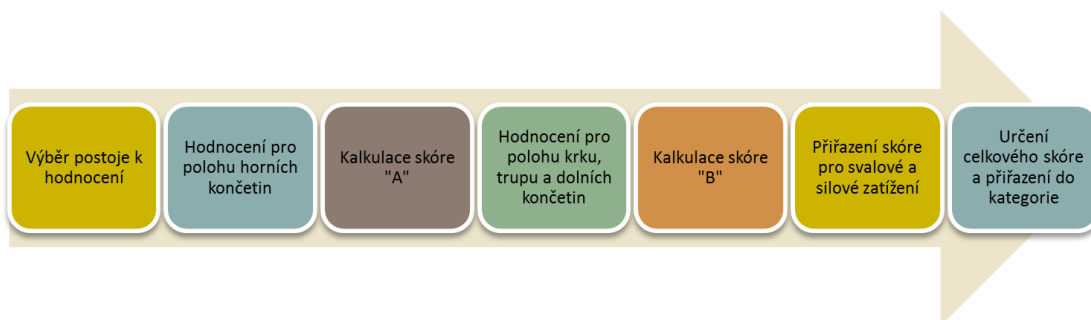 Výběr postoje k
hodnocení
Hodnocení pro
polohu horních
končetin
Kalkulace skóre
"A"
Hodnocení pro
polohu krku,
trupu a dolních
končetin
Kalkulace skóre
"B"
Přiřazení skóre
pro svalové a
silové zatížení
Určení
celkového skóre
a přiřazení do
kategorie